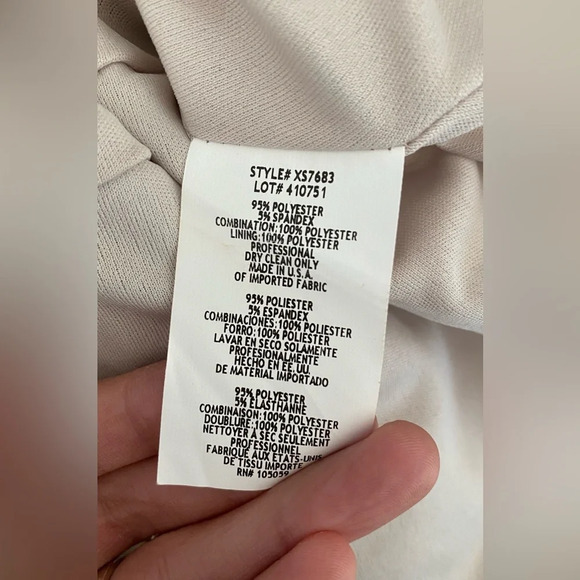 STYLE# XS7683
LOT# 410751
95% POLYESTER
5% SPANDEX
COMBINATION:100% POLYESTER
LINING:100% POLYESTER
PROFESSIONAL
DRY CLEAN ONLY
MADE IN U.S.A.
OF IMPORTED FABRIC
95% POLIESTER
5% ESPANDEX
COMBINACIONES:100% POLIESTER
FORRO:100% POLIESTER
LAVAR EN SECO SOLAMENTE
PROFESIONALMENTE
HECHO EN EE.UU.
DE MATERIAL IMPORTADO
95% POLYESTER
5% ELASTHANNE
COMBINAISON:100% POLYESTER
DOUBLURE:100% POLYESTER
NETTOYER À SEC SEULEMENT
PROFESSIONNEL
FABRIQUE AUX ETATS-UNIS
DE TISSU IMPORTE
RN# 105059